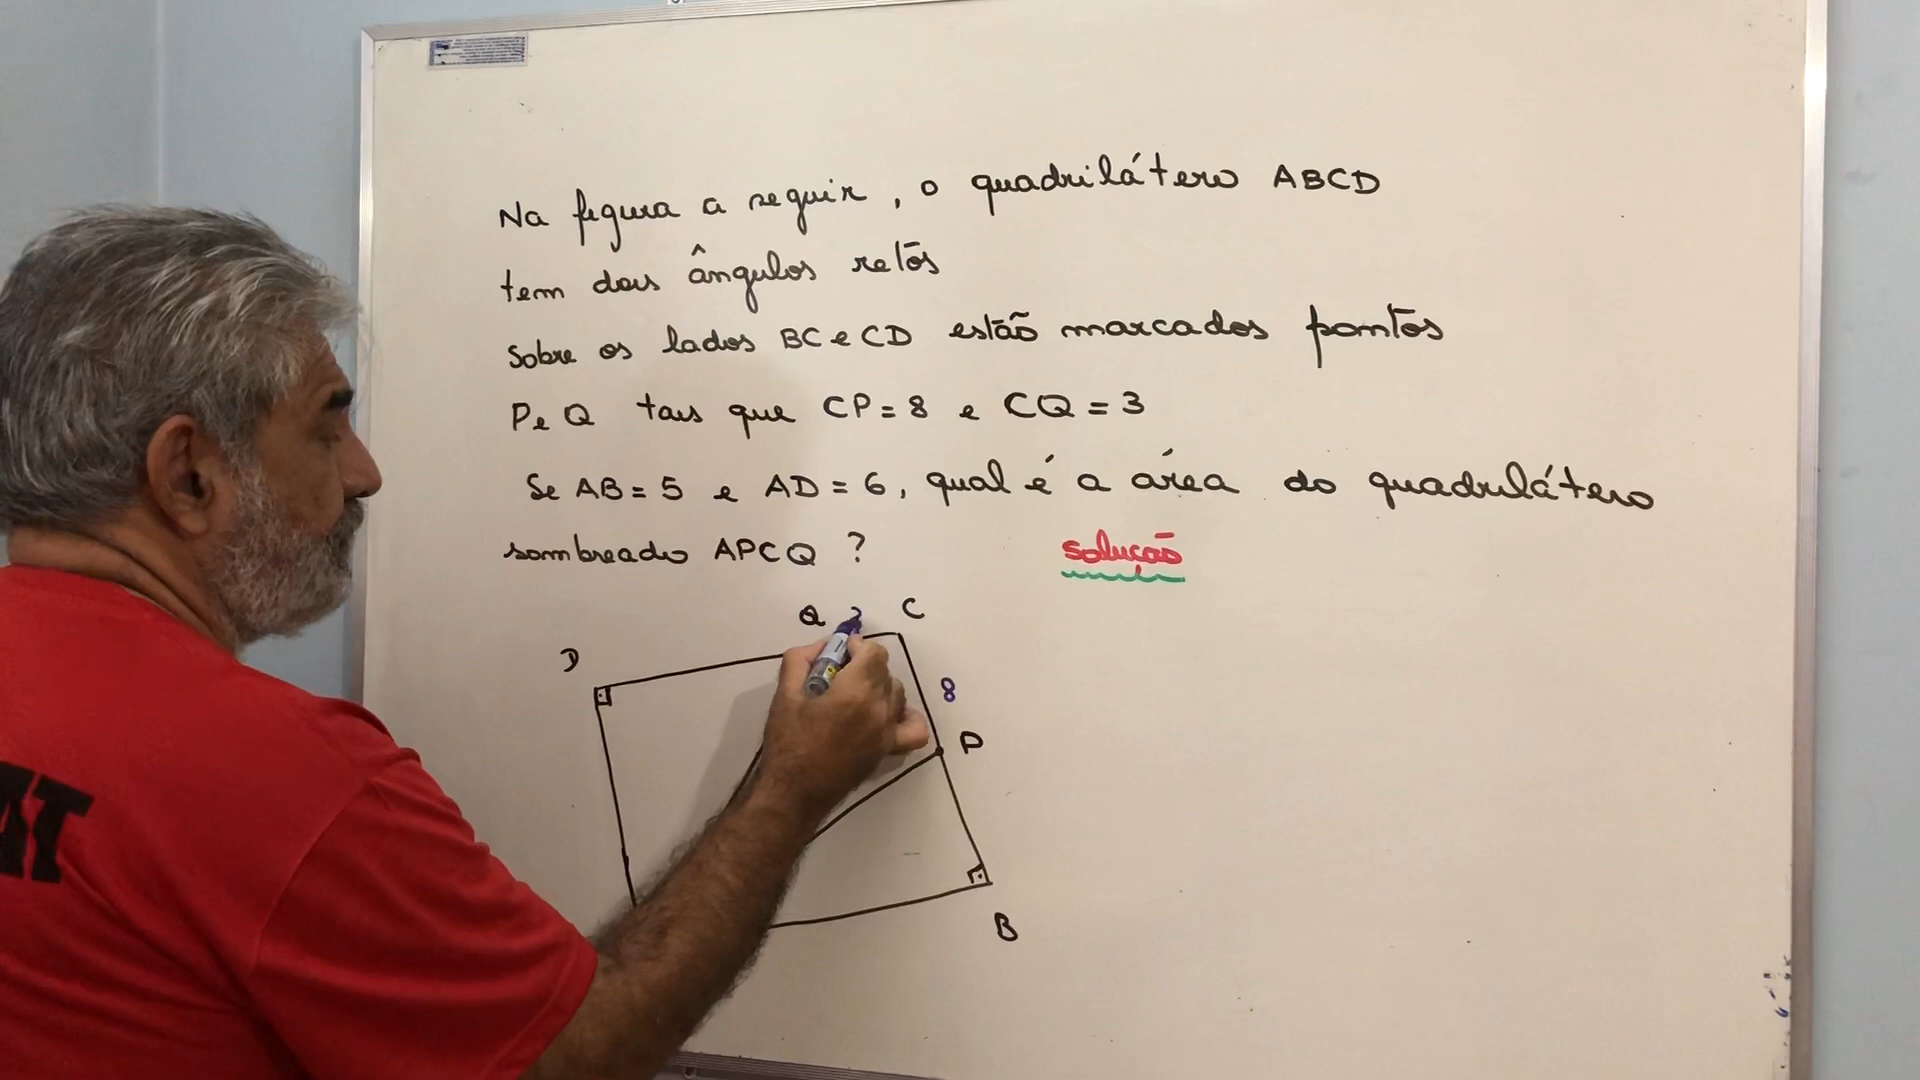 Na figura a seguir, o quadrilátero ABCD
tem dois ângulos retos
Sobre os lados BC e CD estão marcados pontos
P e Q tais que CP = 8 e CQ = 3
Se AB = 5 e AD = 6, qual é a área do quadrilátero
sombreado APCQ ?
solução
Q 3 C
D
8
P
B
AT